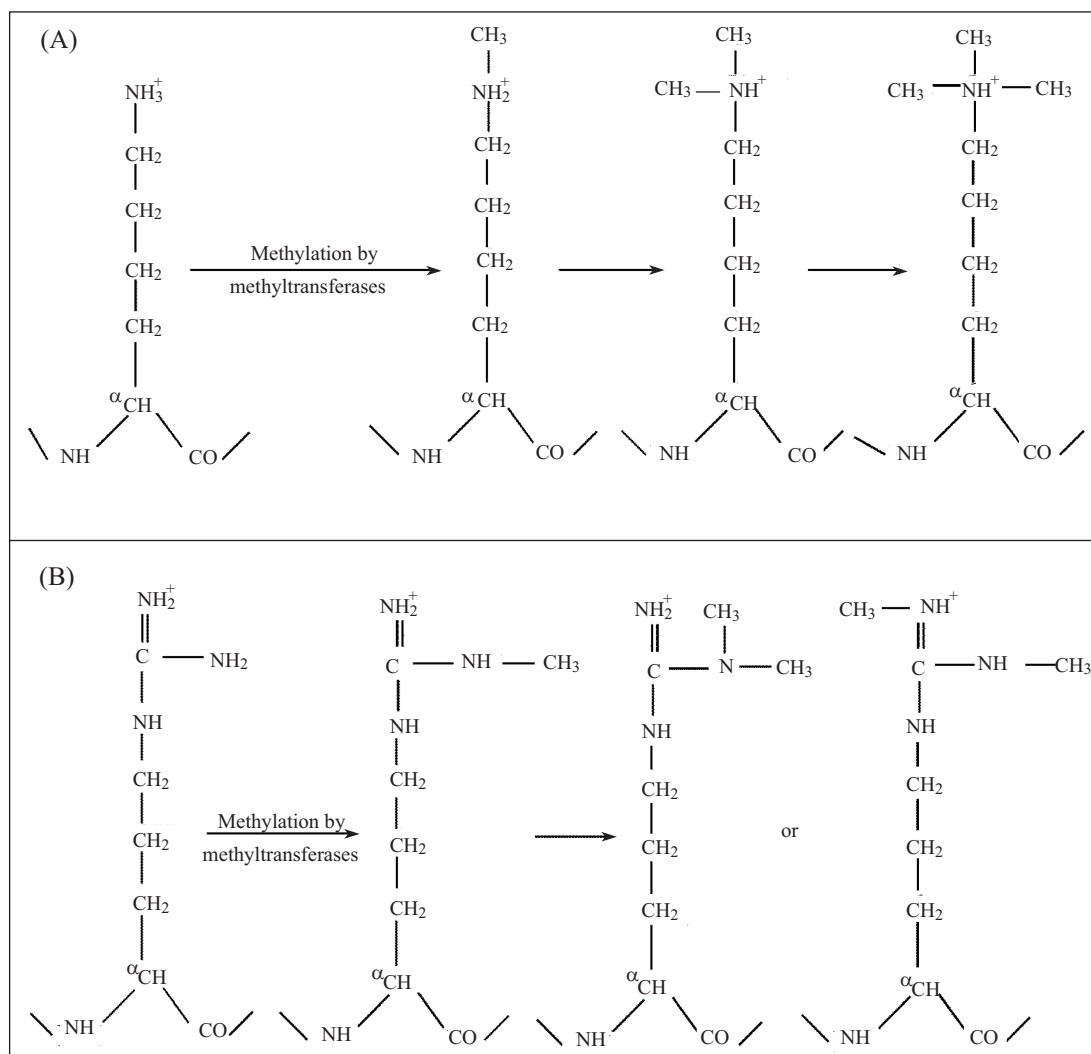 (A)
CH₃ CH₃ CH₃
NH₃⁺ NH₂⁺ CH₃ NH⁺ CH₃ NH⁺ CH₃
CH₂ CH₂ CH₂ CH₂
CH₂ CH₂ CH₂ CH₂
CH₂ Methylation by CH₂ CH₂ CH₂
methyltransferases
CH₂ CH₂ CH₂ CH₂
αCH αCH αCH αCH
NH CO NH CO NH CO NH CO
(B)
NH₂⁺ NH₂⁺ NH₂⁺ CH₃ CH₃ NH⁺
C NH₂ C NH CH₃ C N CH₃ C NH CH₃
NH NH NH NH
CH₂ CH₂ CH₂ CH₂
Methylation by or
CH₂ methyltransferases CH₂ CH₂ CH₂
CH₂ CH₂ CH₂ CH₂
αCH αCH αCH αCH
NH CO NH CO NH CO NH CO